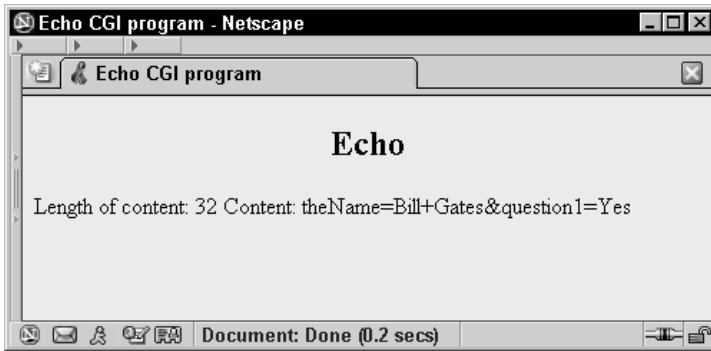 Echo CGI program - Netscape
Echo CGI program
Echo
Length of content: 32 Content: theName=Bill+Gates&question1=Yes
Document: Done (0.2 secs)